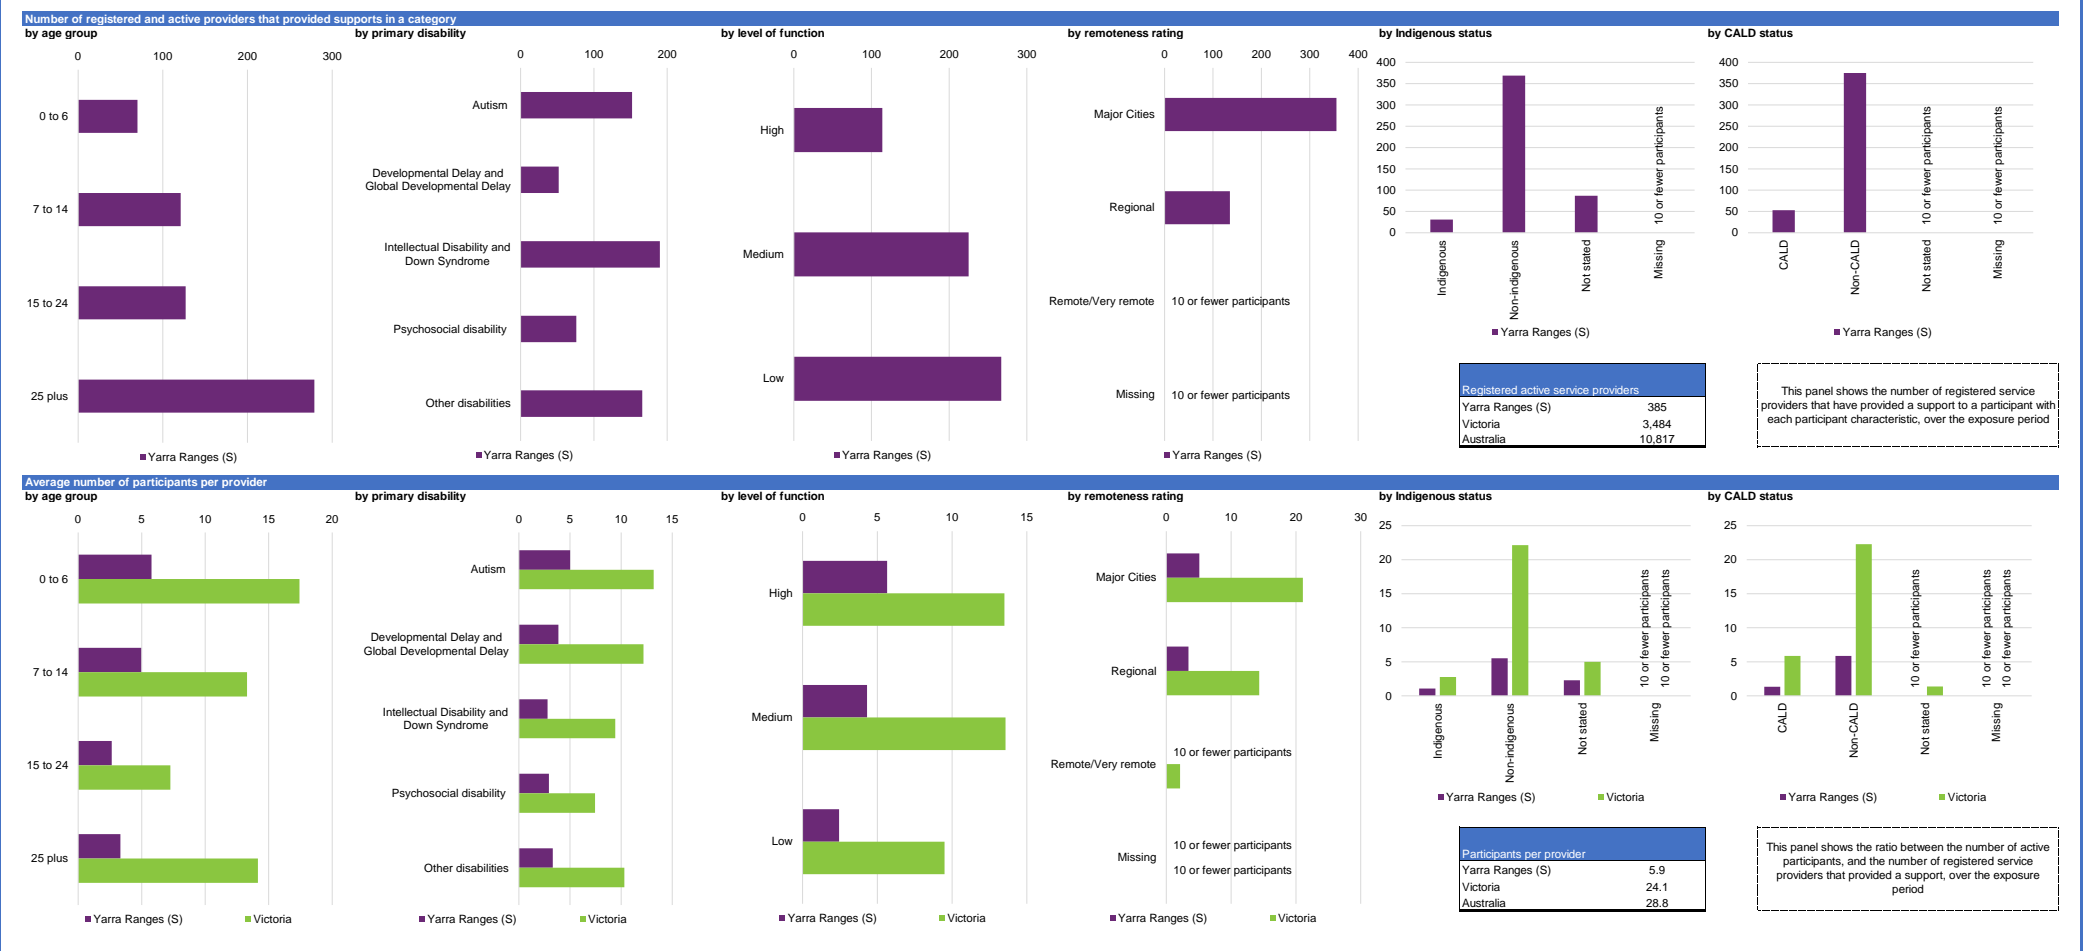 Number of registered and active providers that provided supports in a category
by age group
0 100 200 300
0 to 6
7 to 14
15 to 24
25 plus
Yarra Ranges (S)
by primary disability
0 100 200
Autism
Developmental Delay and
Global Developmental Delay
Intellectual Disability and
Down Syndrome
Psychosocial disability
Other disabilities
Yarra Ranges (S)
by level of function
0 100 200 300
High
Medium
Low
Yarra Ranges (S)
by remoteness rating
0 100 200 300 400
Major Cities
Regional
Remote/Very remote 10 or fewer participants
Missing 10 or fewer participants
Yarra Ranges (S)
by Indigenous status
400
350
300
250
200
150
100
50
0
10 or fewer participants
Indigenous
Non-indigenous
Not stated
Missing
Yarra Ranges (S)
by CALD status
400
350
300
250
200
150
100
50
0
10 or fewer participants
10 or fewer participants
CALD
Non-CALD
Not stated
Missing
Yarra Ranges (S)
Registered active service providers
Yarra Ranges (S) 385
Victoria 3,484
Australia 10,817
This panel shows the number of registered service
providers that have provided a support to a participant with
each participant characteristic, over the exposure period
Average number of participants per provider
by age group
0 5 10 15 20
0 to 6
7 to 14
15 to 24
25 plus
Yarra Ranges (S) Victoria
by primary disability
0 5 10 15
Autism
Developmental Delay and
Global Developmental Delay
Intellectual Disability and
Down Syndrome
Psychosocial disability
Other disabilities
Yarra Ranges (S) Victoria
by level of function
0 5 10 15
High
Medium
Low
Yarra Ranges (S) Victoria
by remoteness rating
0 10 20 30
Major Cities
Regional
10 or fewer participants
Remote/Very remote
10 or fewer participants
Missing
10 or fewer participants
Yarra Ranges (S) Victoria
by Indigenous status
25
20
15
10
5
0
10 or fewer participants
10 or fewer participants
Indigenous
Non-indigenous
Not stated
Missing
Yarra Ranges (S) Victoria
by CALD status
25
20
15
10
5
0
10 or fewer participants
10 or fewer participants
10 or fewer participants
CALD
Non-CALD
Not stated
Missing
Yarra Ranges (S) Victoria
Participants per provider
Yarra Ranges (S) 5.9
Victoria 24.1
Australia 28.8
This panel shows the ratio between the number of active
participants, and the number of registered service
providers that provided a support, over the exposure
period